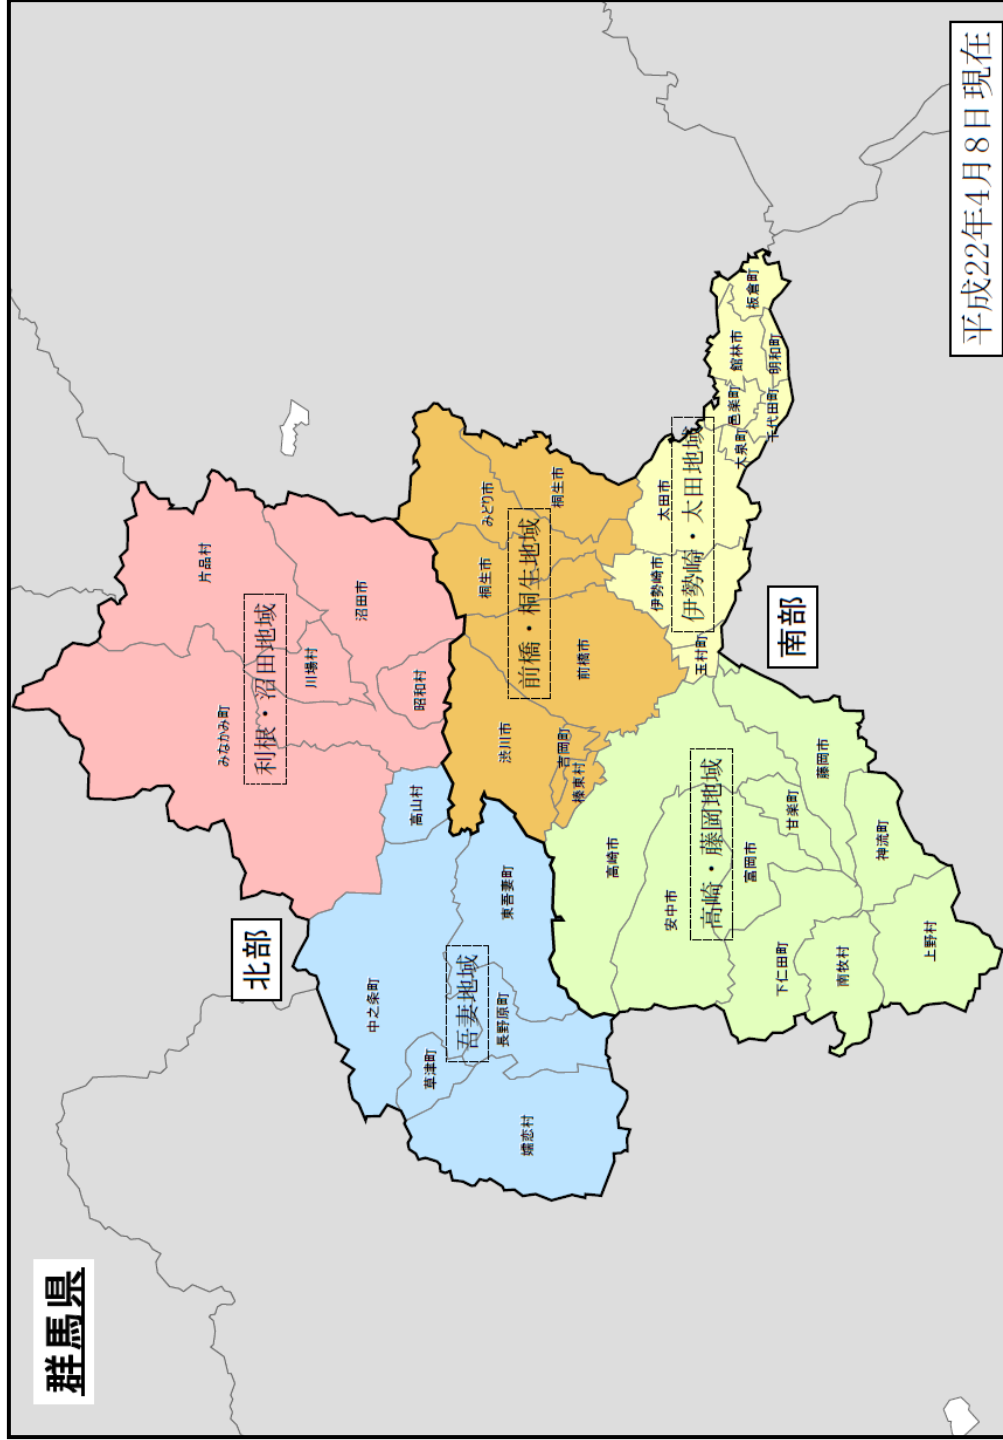 群馬県
北部
利根・沼田地域
みなかみ町
片品村
川場村
沼田市
昭和村
吾妻地域
中之条町
高山村
草津町
東吾妻町
長野原町
嬬恋村
南部
前橋・桐生地域
みどり市
桐生市
桐生市
渋川市
前橋市
吉岡町
榛東村
伊勢崎・太田地域
太田市
伊勢崎市
玉村町
大泉町
邑楽町
千代田町
館林市
明和町
板倉町
高崎・藤岡地域
高崎市
安中市
富岡市
甘楽町
藤岡市
下仁田町
南牧村
神流町
上野村
平成22年4月8日現在